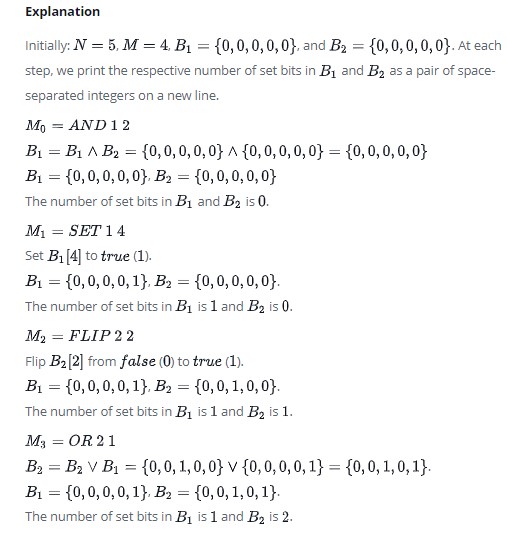 Explanation
Initially: N = 5, M = 4, B₁ = {0, 0, 0, 0, 0}, and B₂ = {0, 0, 0, 0, 0}. At each
step, we print the respective number of set bits in B₁ and B₂ as a pair of space-
separated integers on a new line.
M₀ = AND 1 2
B₁ = B₁ ∧ B₂ = {0, 0, 0, 0, 0} ∧ {0, 0, 0, 0, 0} = {0, 0, 0, 0, 0}
B₁ = {0, 0, 0, 0, 0}, B₂ = {0, 0, 0, 0, 0}
The number of set bits in B₁ and B₂ is 0.
M₁ = SET 1 4
Set B₁[4] to true (1).
B₁ = {0, 0, 0, 0, 1}, B₂ = {0, 0, 0, 0, 0}.
The number of set bits in B₁ is 1 and B₂ is 0.
M₂ = FLIP 2 2
Flip B₂[2] from false (0) to true (1).
B₁ = {0, 0, 0, 0, 1}, B₂ = {0, 0, 1, 0, 0}.
The number of set bits in B₁ is 1 and B₂ is 1.
M₃ = OR 2 1
B₂ = B₂ ∨ B₁ = {0, 0, 1, 0, 0} ∨ {0, 0, 0, 0, 1} = {0, 0, 1, 0, 1}.
B₁ = {0, 0, 0, 0, 1}, B₂ = {0, 0, 1, 0, 1}.
The number of set bits in B₁ is 1 and B₂ is 2.